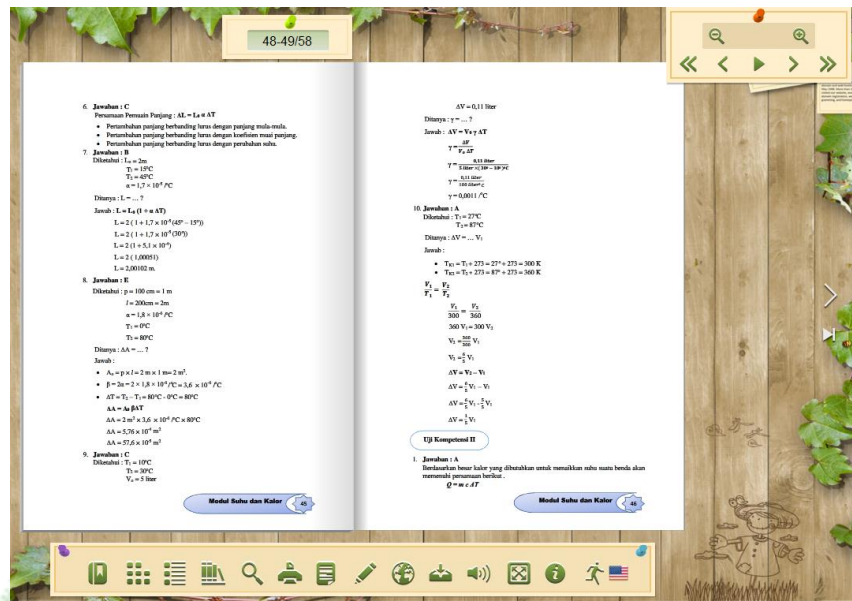 48-49/58
6. Jawaban : C
Persamaan Pemuain Panjang : ΔL = L₀ α ΔT
• Pertambahan panjang berbanding lurus dengan panjang mula-mula.
• Pertambahan panjang berbanding lurus dengan koefisien muai panjang.
• Pertambahan panjang berbanding lurus dengan perubahan suhu.
7. Jawaban : B
Diketahui : L₀ = 2m
T₁ = 15°C
T₂ = 45°C
α = 1,7 × 10⁻⁵ /°C
Ditanya : L = ... ?
Jawab : L = L₀ (1 + α ΔT)
L = 2 ( 1 + 1,7 × 10⁻⁵ (45° – 15°))
L = 2 ( 1 + 1,7 × 10⁻⁵ (30°))
L = 2 (1 + 5,1 × 10⁻⁴)
L = 2 ( 1,00051)
L = 2,00102 m.
8. Jawaban : E
Diketahui : p = 100 cm = 1 m
l = 200cm = 2m
α = 1,8 × 10⁻⁶ /°C
T₁ = 0°C
T₂ = 80°C
Ditanya : ΔA = ... ?
Jawab :
• A₀ = p × l = 2 m × 1 m= 2 m².
• β = 2α = 2 × 1,8 × 10⁻⁶ /°C = 3,6 × 10⁻⁶ /°C
• ΔT = T₂ – T₁ = 80°C - 0°C = 80°C
ΔA = A₀ βΔT
ΔA = 2 m² × 3,6 × 10⁻⁶ /°C × 80°C
ΔA = 5,76 × 10⁻⁴ m²
ΔA = 57,6 × 10⁻⁵ m²
9. Jawaban : C
Diketahui : T₁ = 10°C
T₂ = 30°C
V₀ = 5 liter
Modul Suhu dan Kalor 45
ΔV = 0,11 liter
Ditanya : γ = ... ?
Jawab : ΔV = V₀ γ ΔT
γ = ΔV / V₀ ΔT
γ = 0,11 liter / 5 liter ×(30° – 10°)°C
γ = 0,11 liter / 100 liter°C
γ = 0,0011 /°C
10. Jawaban : A
Diketahui : T₁ = 27°C
T₂ = 87°C
Ditanya : ΔV = ... V₁
Jawab :
• TK1 = T₁ + 273 = 27° + 273 = 300 K
• TK2 = T₂ + 273 = 87° + 273 = 360 K
V₁/T₁ = V₂/T₂
V₁/300 = V₂/360
360 V₁ = 300 V₂
V₂ = 360/300 V₁
V₂ = 6/5 V₁
ΔV = V₂ – V₁
ΔV = 6/5 V₁ – V₁
ΔV = 6/5 V₁ - 5/5 V₁
ΔV = 1/5 V₁
Uji Kompetensi II
1. Jawaban : A
Berdasarkan besar kalor yang dibutuhkan untuk menaikkan suhu suatu benda akan
memenuhi persamaan berikut .
Q = m c ΔT
Modul Suhu dan Kalor 46